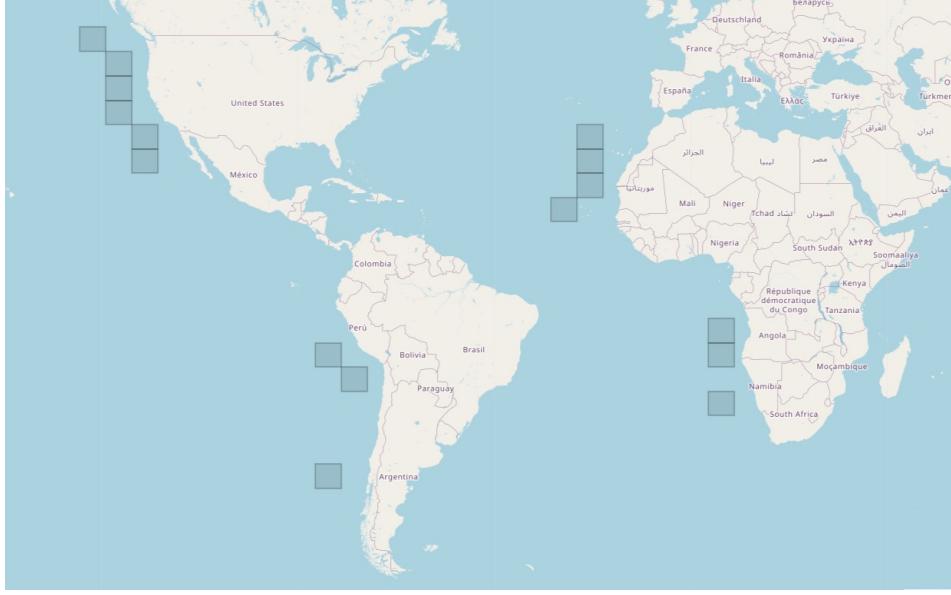 Беларусь
Deutschland
Україна
France
România
Italia
España
Ελλάς
Türkiye
United States
العراق
ایران
الجزائر
ليبيا
مصر
México
موريتانيا
عمان
Mali
Niger
Tchad تشاد
السودان
اليمن
Nigeria
South Sudan
ኢትዮጵያ
Soomaaliya
الصومال
Colombia
Kenya
République
démocratique
du Congo
Tanzania
Perú
Angola
Bolivia
Brasil
Moçambique
Paraguay
Namibia
South Africa
Argentina